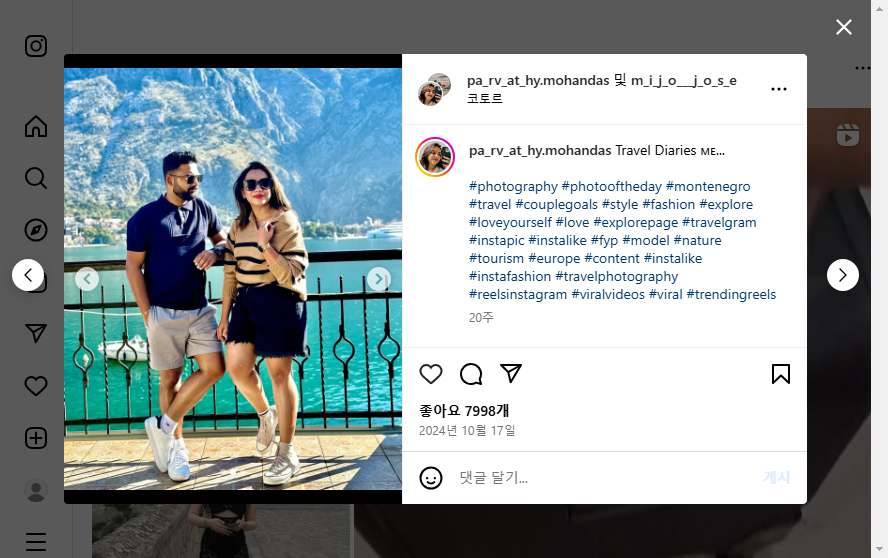 pa_rv_at_hy.mohandas 및 m_i_j_o___j_o_s_e
코토르
pa_rv_at_hy.mohandas Travel Diaries ᴍᴇ...
#photography #photooftheday #montenegro
#travel #couplegoals #style #fashion #explore
#loveyourself #love #explorepage #travelgram
#instapic #instalike #fyp #model #nature
#tourism #europe #content #instalike
#instafashion #travelphotography
#reelsinstagram #viralvideos #viral #trendingreels
20주
좋아요 7998개
2024년 10월 17일
댓글 달기...
게시